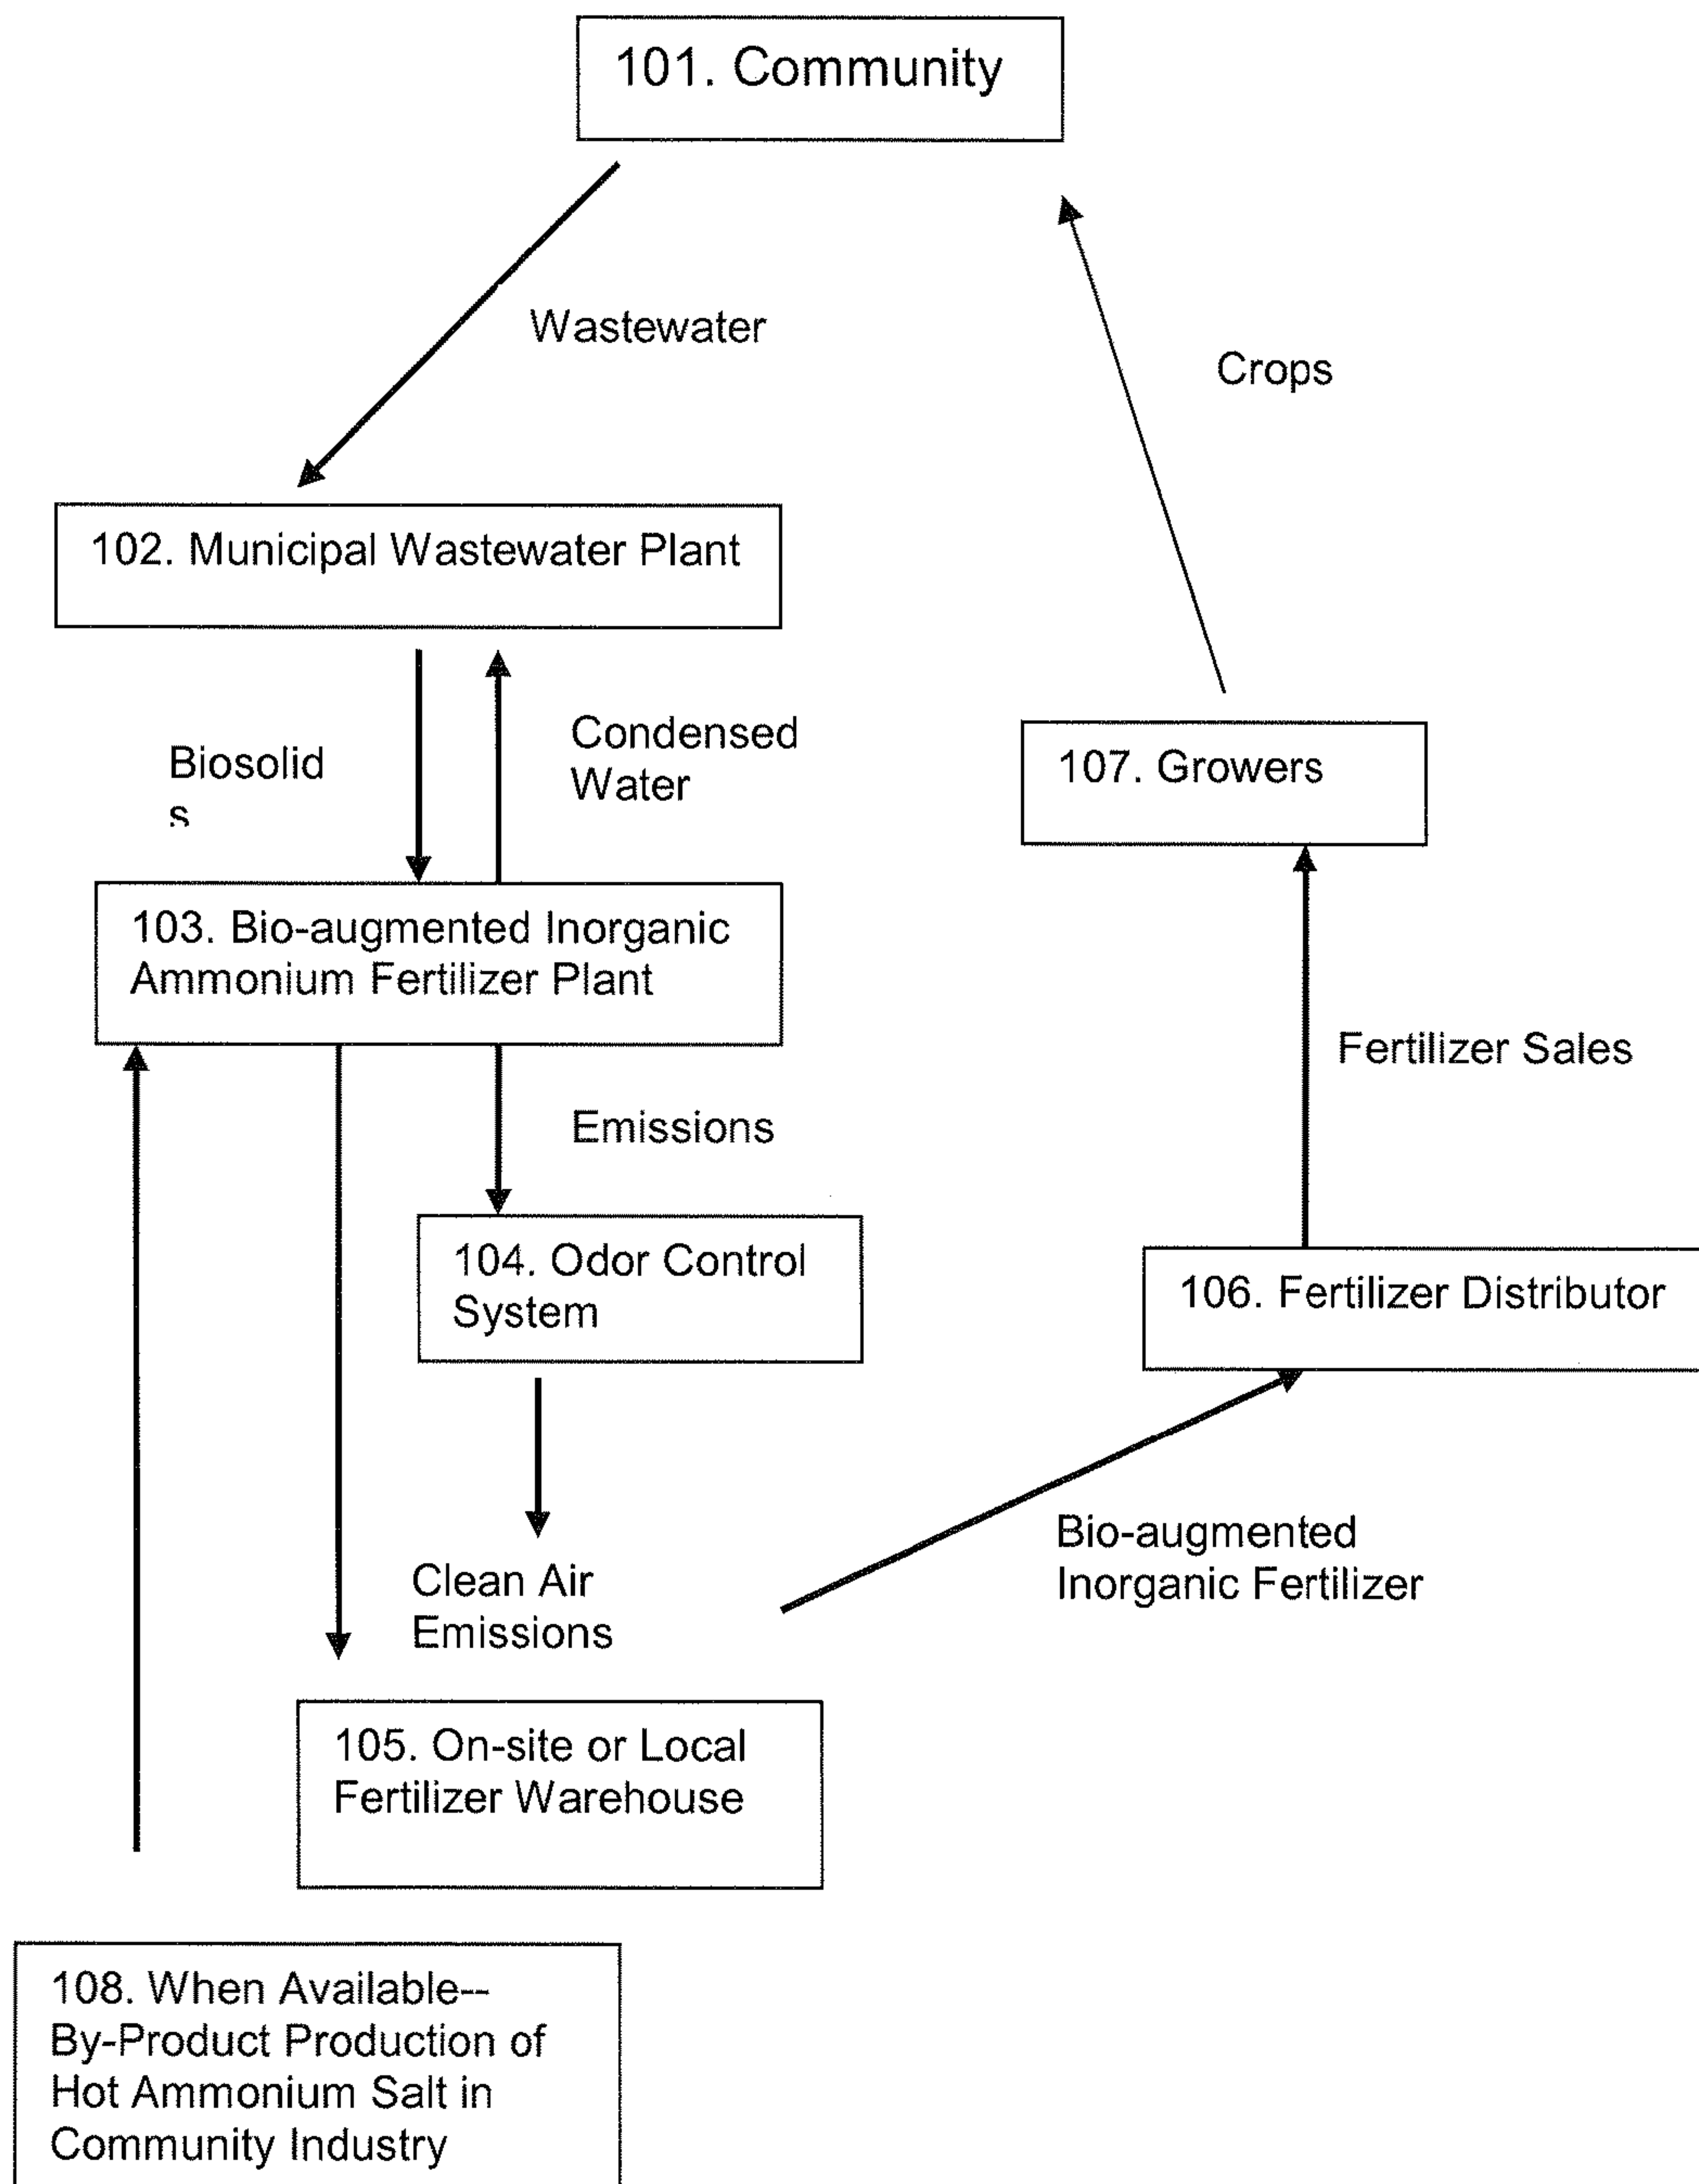 101. Community
Wastewater
Crops
102. Municipal Wastewater Plant
Biosolid
s
Condensed
Water
107. Growers
103. Bio-augmented Inorganic
Ammonium Fertilizer Plant
Fertilizer Sales
Emissions
104. Odor Control
System
106. Fertilizer Distributor
Bio-augmented
Inorganic Fertilizer
Clean Air
Emissions
105. On-site or Local
Fertilizer Warehouse
108. When Available--
By-Product Production of
Hot Ammonium Salt in
Community Industry